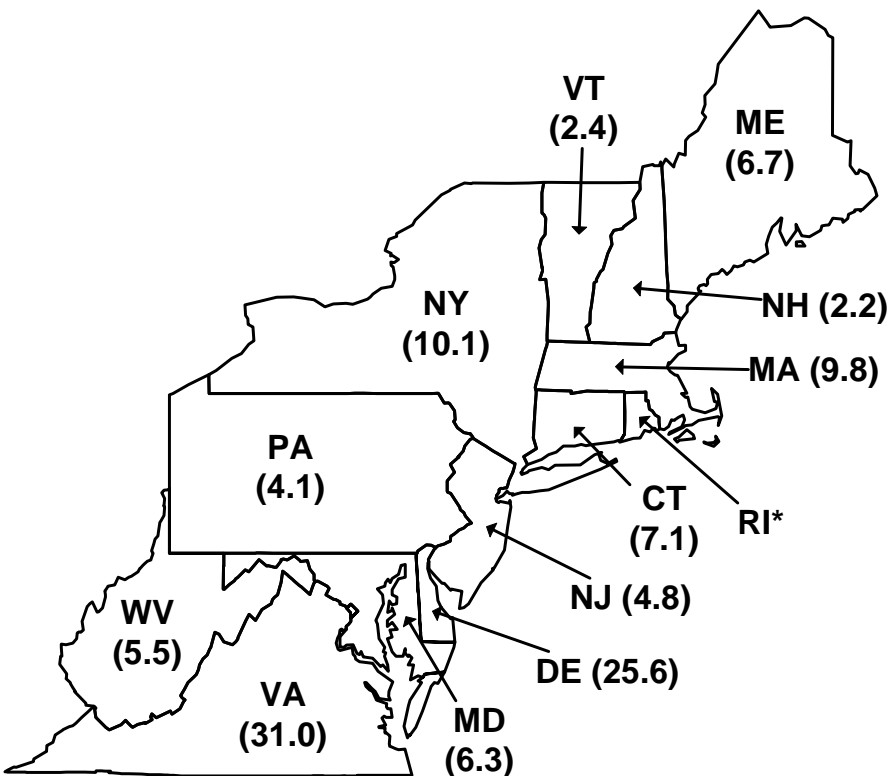 VT
(2.4)
ME
(6.7)
NY
(10.1)
NH (2.2)
MA (9.8)
PA
(4.1)
CT
(7.1)
RI*
NJ (4.8)
WV
(5.5)
DE (25.6)
VA
(31.0)
MD
(6.3)